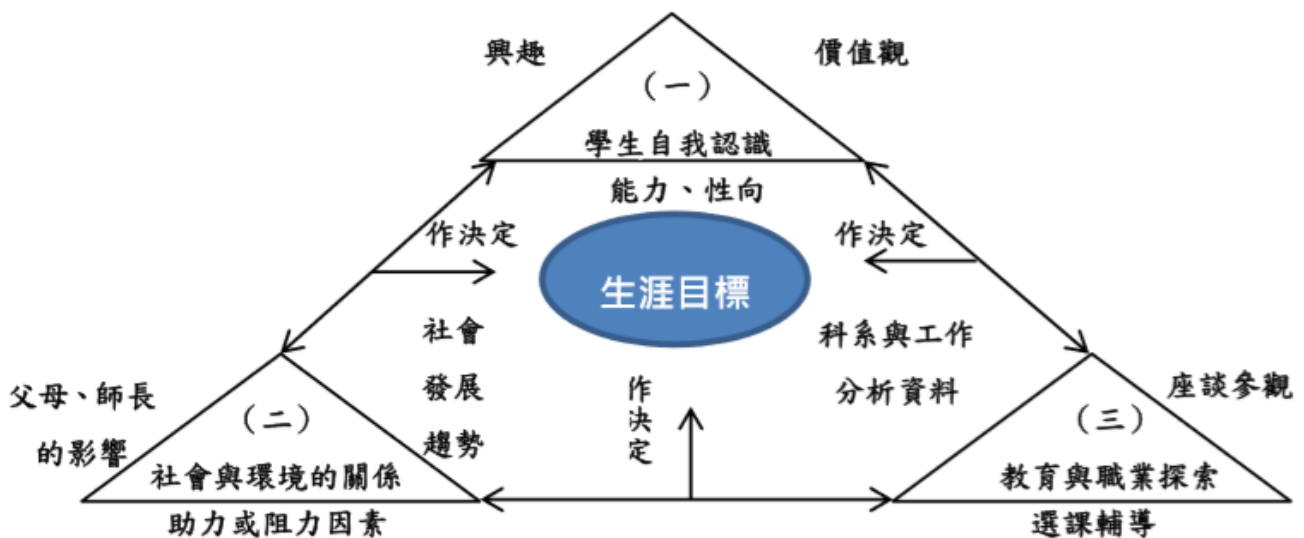 興趣
價值觀
（一）
學生自我認識
能力、性向
作決定
作決定
生涯目標
社會
發展
趨勢
作
決
定
科系與工作
分析資料
父母、師長
的影響
（二）
社會與環境的關係
助力或阻力因素
座談參觀
（三）
教育與職業探索
選課輔導